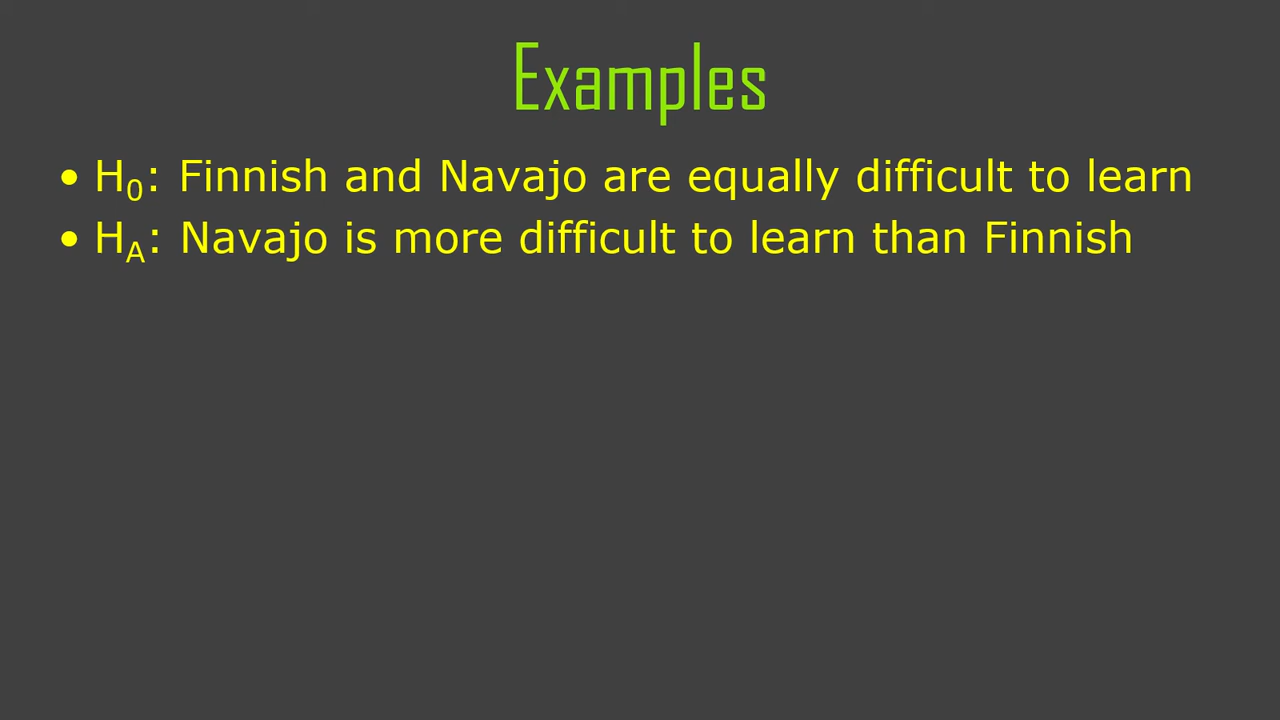 Examples
• H₀: Finnish and Navajo are equally difficult to learn
• Hₐ: Navajo is more difficult to learn than Finnish